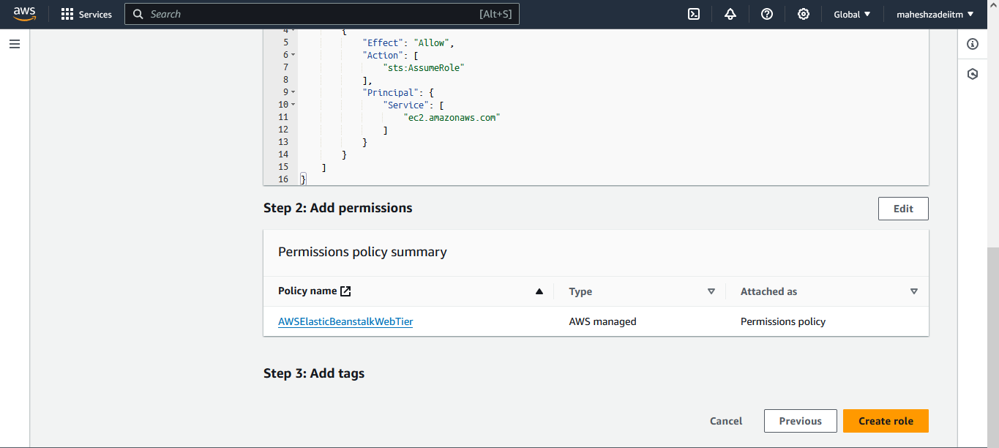 aws Services Search [Alt+S] Global maheshzadeiitm
4 {
5 "Effect": "Allow",
6 "Action": [
7 "sts:AssumeRole"
8 ],
9 "Principal": {
10 "Service": [
11 "ec2.amazonaws.com"
12 ]
13 }
14 }
15 ]
16 }
Step 2: Add permissions Edit
Permissions policy summary
Policy name Type Attached as
AWSElasticBeanstalkWebTier AWS managed Permissions policy
Step 3: Add tags
Cancel Previous Create role